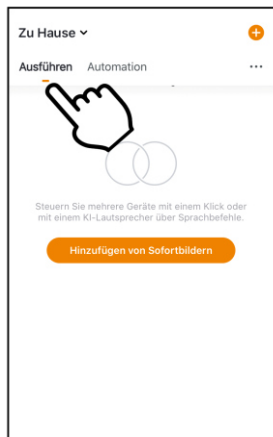 Zu Hause
Ausführen Automation
Steuern Sie mehrere Geräte mit einem Klick oder
mit einem KI-Lautsprecher über Sprachbefehle.
Hinzufügen von Sofortbildern